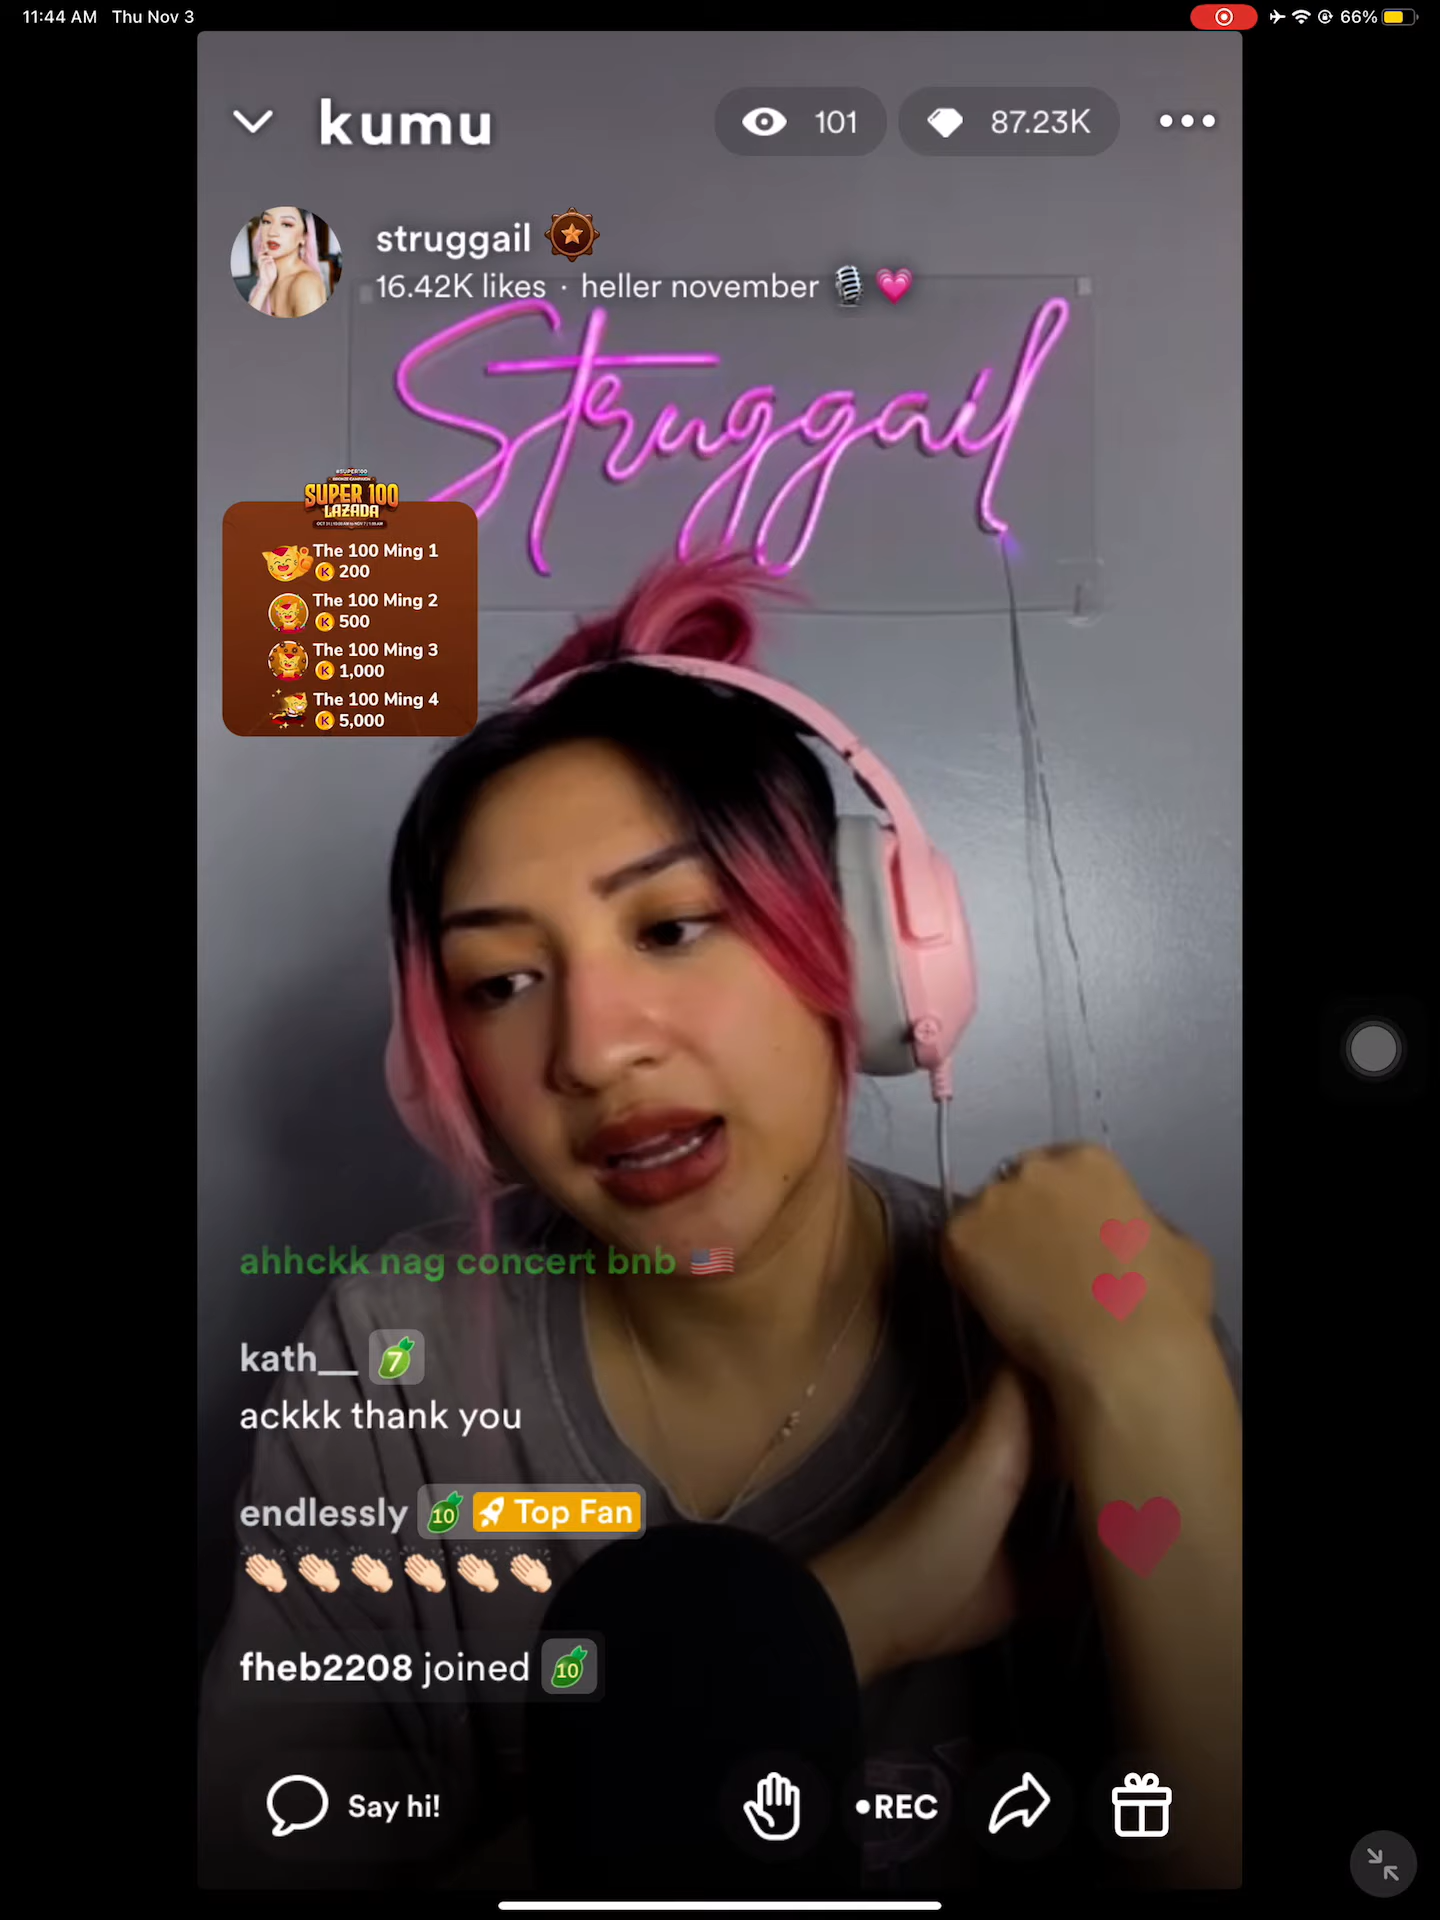 11:44 AM Thu Nov 3
66%
kumu
101
87.23K
struggail
16.42K likes · heller november
Struggail
#SUPER100
BRONZE CAMPAIGN
SUPER 100
LAZADA
The 100 Ming 1
K 200
The 100 Ming 2
K 500
The 100 Ming 3
K 1,000
The 100 Ming 4
K 5,000
ahhckk nag concert bnb
kath__ 7
ackkk thank you
endlessly 10 Top Fan
fheb2208 joined 10
Say hi!
•REC